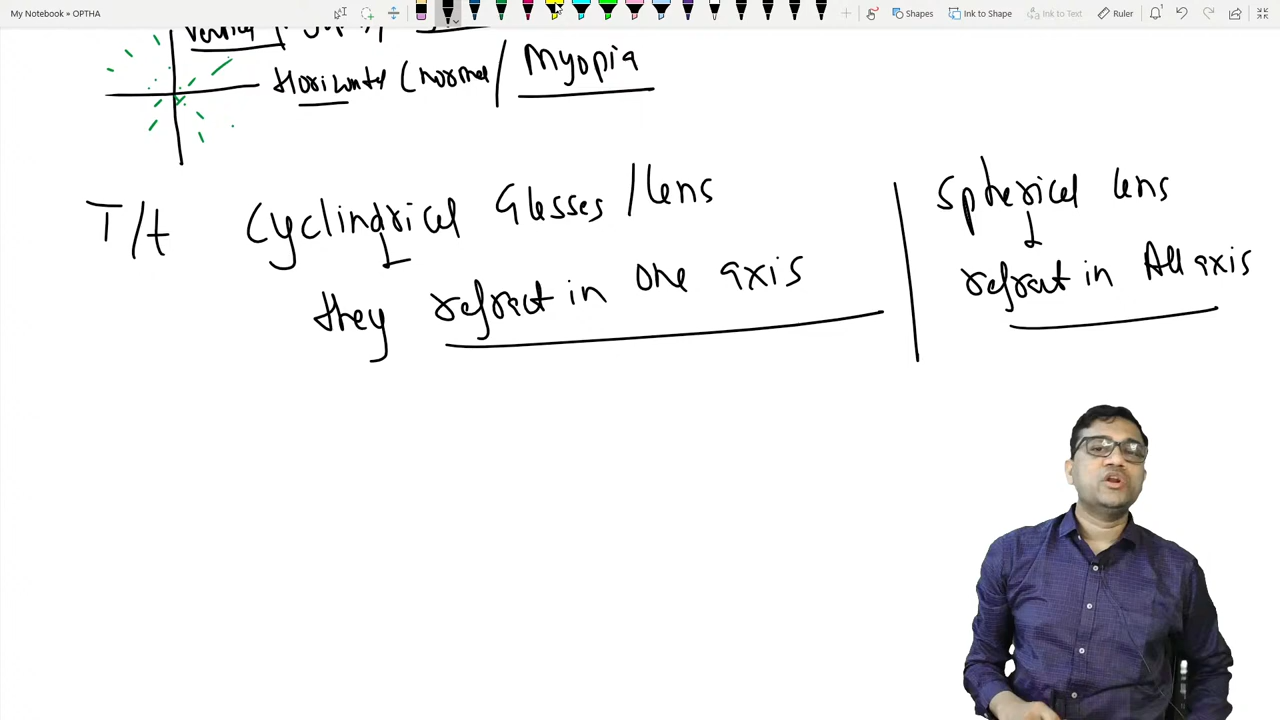 My Notebook » OPTHA
Shapes
Ink to Shape
Ink to Text
Ruler
Horizontal (normal / Myopia
T/t Cyclindrical Glesses / lens
they refract in one axis
Spherical lens
refract in All axis